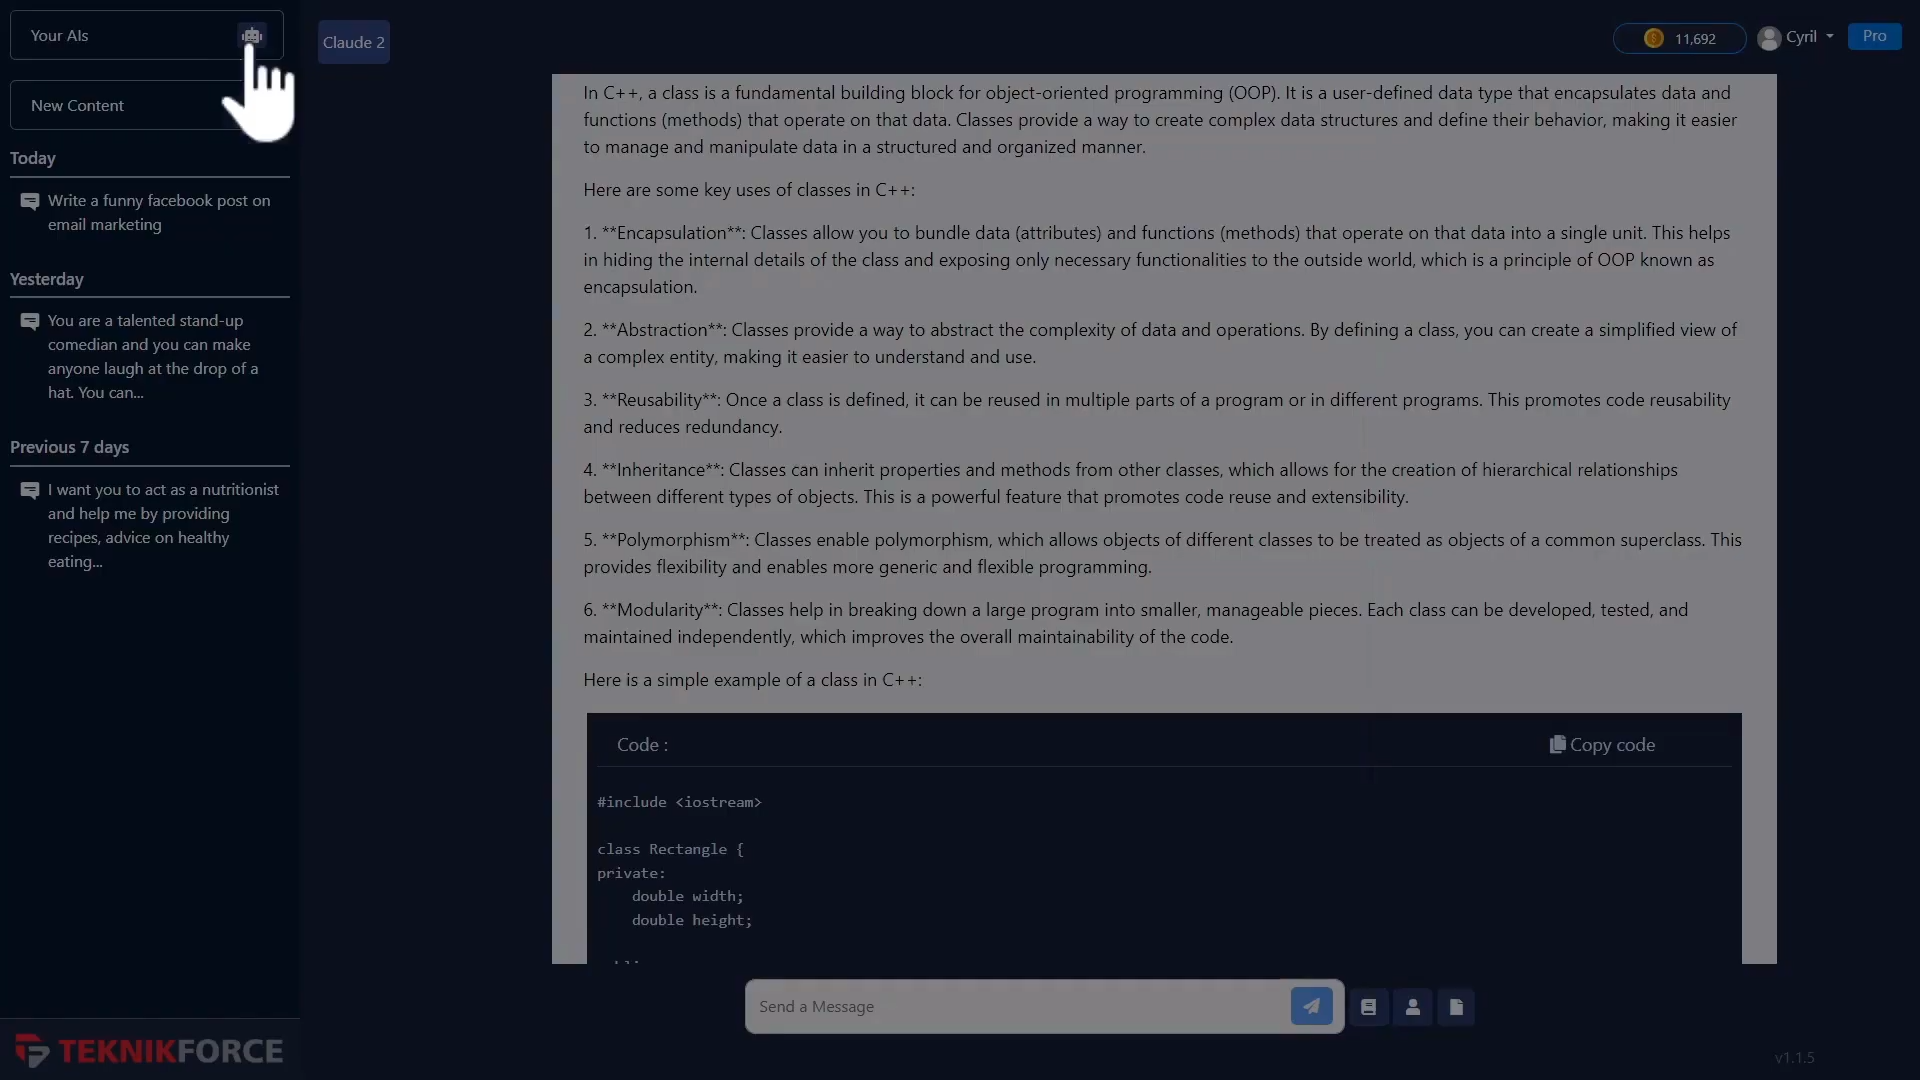 Your AIs
Claude 2
11,692
Cyril
Pro
New Content
Today
Write a funny facebook post on
email marketing
Yesterday
You are a talented stand-up
comedian and you can make
anyone laugh at the drop of a
hat. You can...
Previous 7 days
I want you to act as a nutritionist
and help me by providing
recipes, advice on healthy
eating...
In C++, a class is a fundamental building block for object-oriented programming (OOP). It is a user-defined data type that encapsulates data and
functions (methods) that operate on that data. Classes provide a way to create complex data structures and define their behavior, making it easier
to manage and manipulate data in a structured and organized manner.
Here are some key uses of classes in C++:
1. **Encapsulation**: Classes allow you to bundle data (attributes) and functions (methods) that operate on that data into a single unit. This helps
in hiding the internal details of the class and exposing only necessary functionalities to the outside world, which is a principle of OOP known as
encapsulation.
2. **Abstraction**: Classes provide a way to abstract the complexity of data and operations. By defining a class, you can create a simplified view of
a complex entity, making it easier to understand and use.
3. **Reusability**: Once a class is defined, it can be reused in multiple parts of a program or in different programs. This promotes code reusability
and reduces redundancy.
4. **Inheritance**: Classes can inherit properties and methods from other classes, which allows for the creation of hierarchical relationships
between different types of objects. This is a powerful feature that promotes code reuse and extensibility.
5. **Polymorphism**: Classes enable polymorphism, which allows objects of different classes to be treated as objects of a common superclass. This
provides flexibility and enables more generic and flexible programming.
6. **Modularity**: Classes help in breaking down a large program into smaller, manageable pieces. Each class can be developed, tested, and
maintained independently, which improves the overall maintainability of the code.
Here is a simple example of a class in C++:
Code :
Copy code
#include <iostream>
class Rectangle {
private:
double width;
double height;
Send a Message
TEKNIKFORCE
v1.1.5